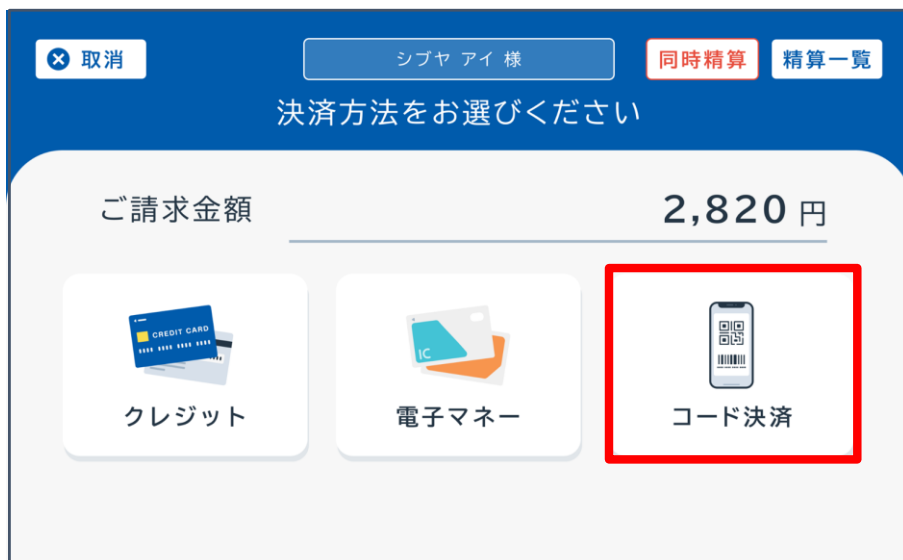 取消
シブヤ アイ 様
同時精算
精算一覧
決済方法をお選びください
ご請求金額
2,820 円
CREDIT CARD
IC
クレジット
電子マネー
コード決済